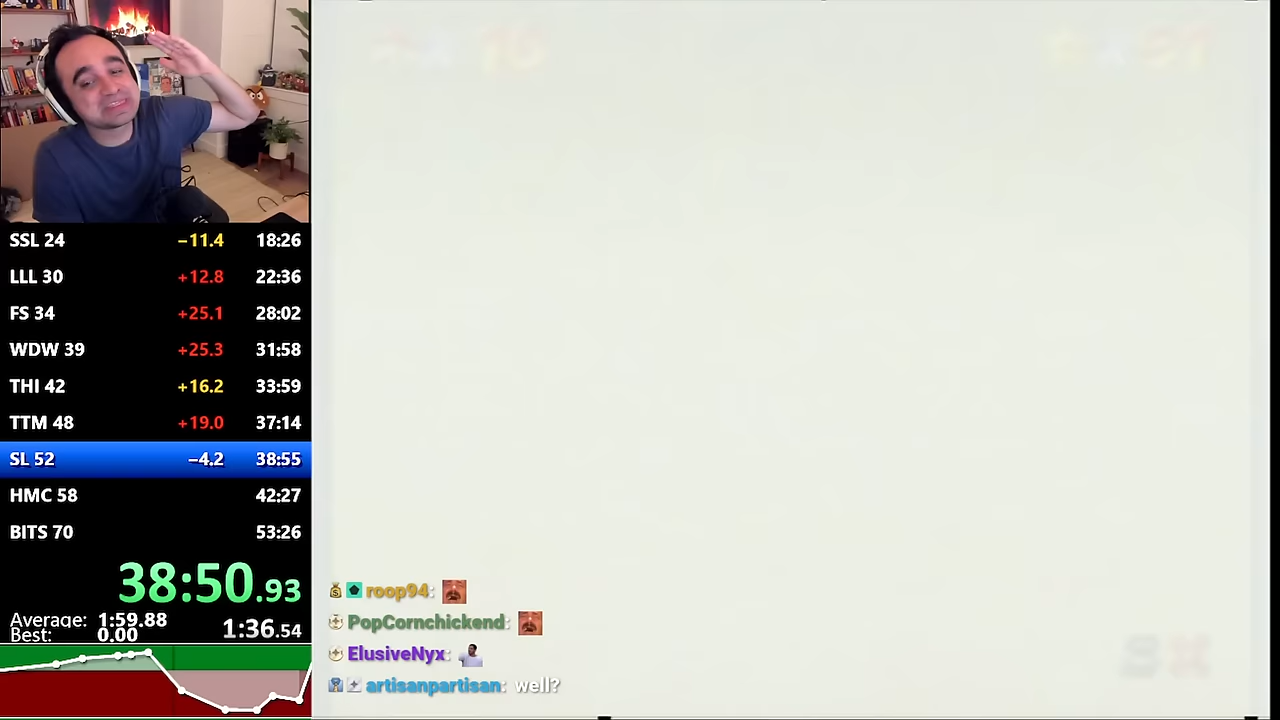 SSL 24 −11.4 18:26
LLL 30 +12.8 22:36
FS 34 +25.1 28:02
WDW 39 +25.3 31:58
THI 42 +16.2 33:59
TTM 48 +19.0 37:14
SL 52 −4.2 38:55
HMC 58 42:27
BITS 70 53:26
38:50.93
Average: 1:59.88
Best: 0.00 1:36.54
roop94:
PopCornchickend:
ElusiveNyx:
artisanpartisan: well?